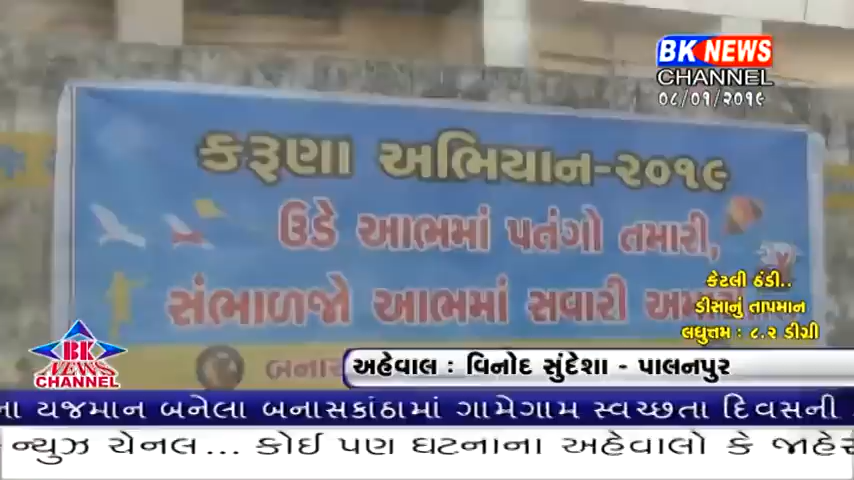 BK NEWS
CHANNEL
૦૮/૦૧/૨૦૧૯
કરૂણા અભિયાન-૨૦૧૯
ઉડે આભમાં પતંગો તમારી,
સંભાળજો આભમાં સવારી
કેટલી ઠંડી..
ડીસાનું તાપમાન
લઘુત્તમ : ૮.૨ ડીગ્રી
BK
NEWS
CHANNEL
અહેવાલ : વિનોદ સુંદેશા - પાલનપુર
ના યજમાન બનેલા બનાસકાંઠામાં ગામેગામ સ્વચ્છતા દિવસની
ન્યુઝ ચેનલ... કોઈ પણ ઘટનાના અહેવાલો કે